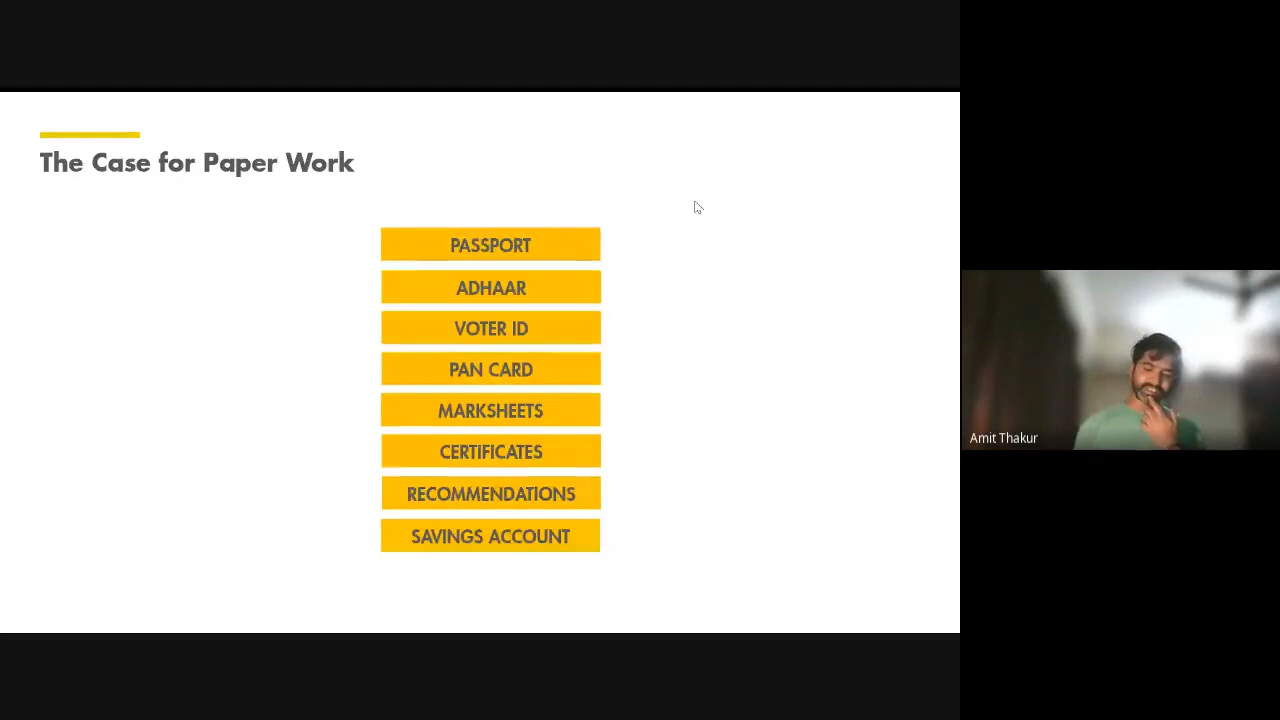 The Case for Paper Work
PASSPORT
ADHAAR
VOTER ID
PAN CARD
MARKSHEETS
CERTIFICATES
RECOMMENDATIONS
SAVINGS ACCOUNT
Amit Thakur